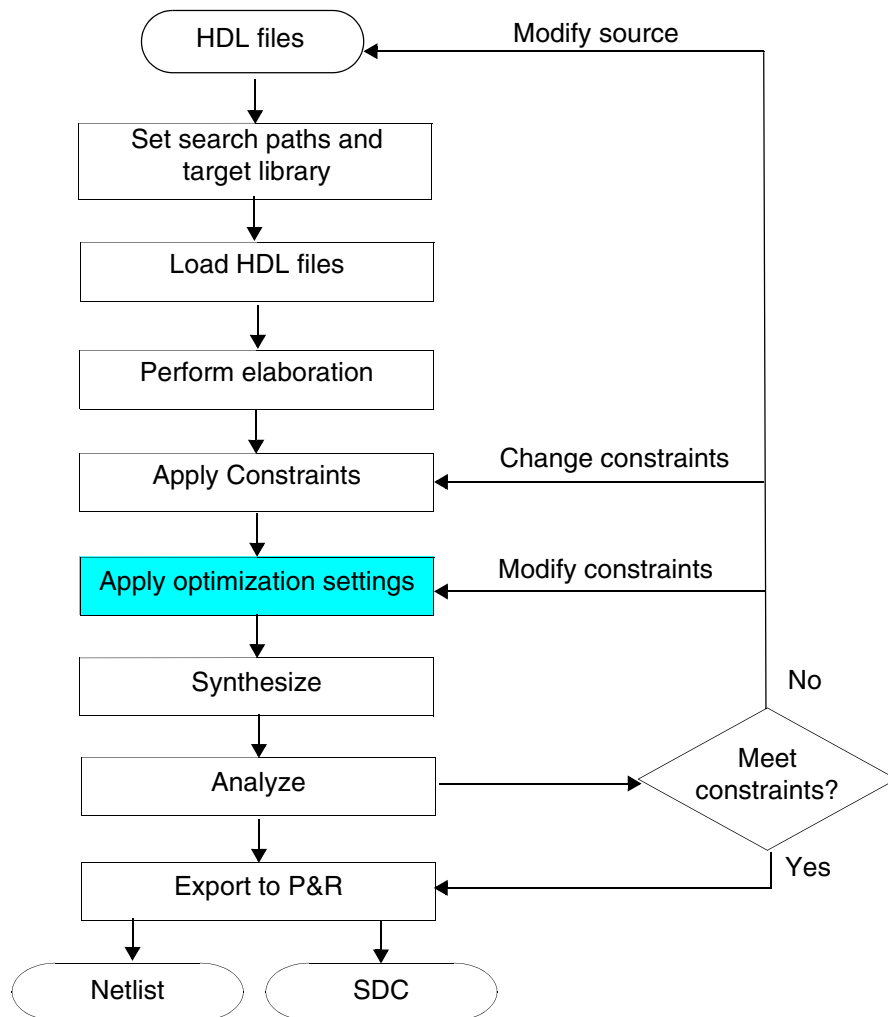 HDL files
Modify source
Set search paths and
target library
Load HDL files
Perform elaboration
Apply Constraints
Change constraints
Apply optimization settings
Modify constraints
Synthesize
No
Analyze
Meet
constraints?
Yes
Export to P&R
Netlist
SDC